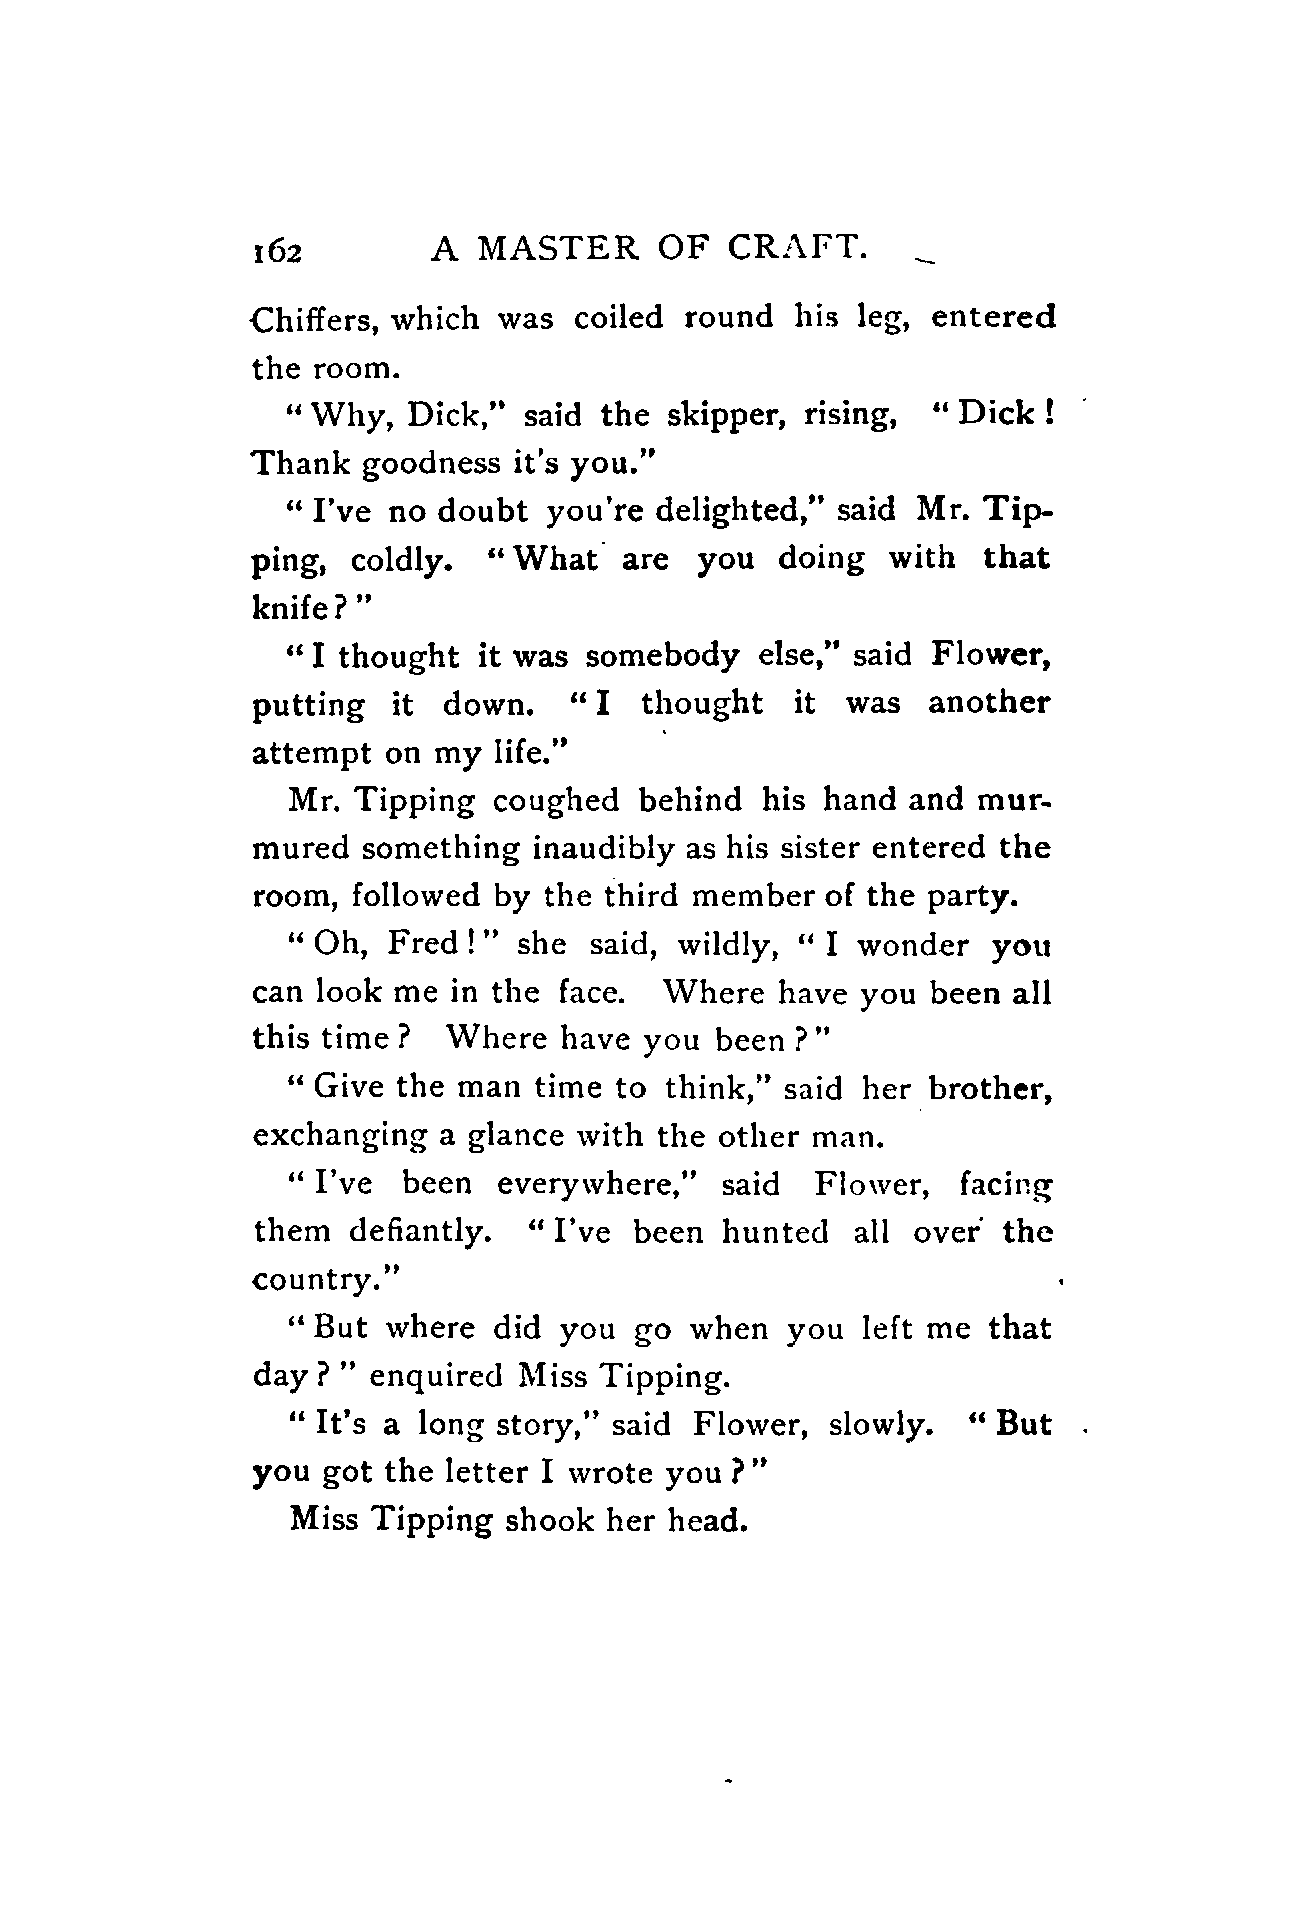 162 A MASTER OF CRAFT.
Chiffers, which was coiled round his leg, entered
the room.
"Why, Dick," said the skipper, rising, "Dick!
Thank goodness it's you."
"I've no doubt you're delighted," said Mr. Tip-
ping, coldly. "What are you doing with that
knife?"
"I thought it was somebody else," said Flower,
putting it down. "I thought it was another
attempt on my life."
Mr. Tipping coughed behind his hand and mur-
mured something inaudibly as his sister entered the
room, followed by the third member of the party.
"Oh, Fred!" she said, wildly, "I wonder you
can look me in the face. Where have you been all
this time? Where have you been?"
"Give the man time to think," said her brother,
exchanging a glance with the other man.
"I've been everywhere," said Flower, facing
them defiantly. "I've been hunted all over the
country."
"But where did you go when you left me that
day?" enquired Miss Tipping.
"It's a long story," said Flower, slowly. "But
you got the letter I wrote you?"
Miss Tipping shook her head.